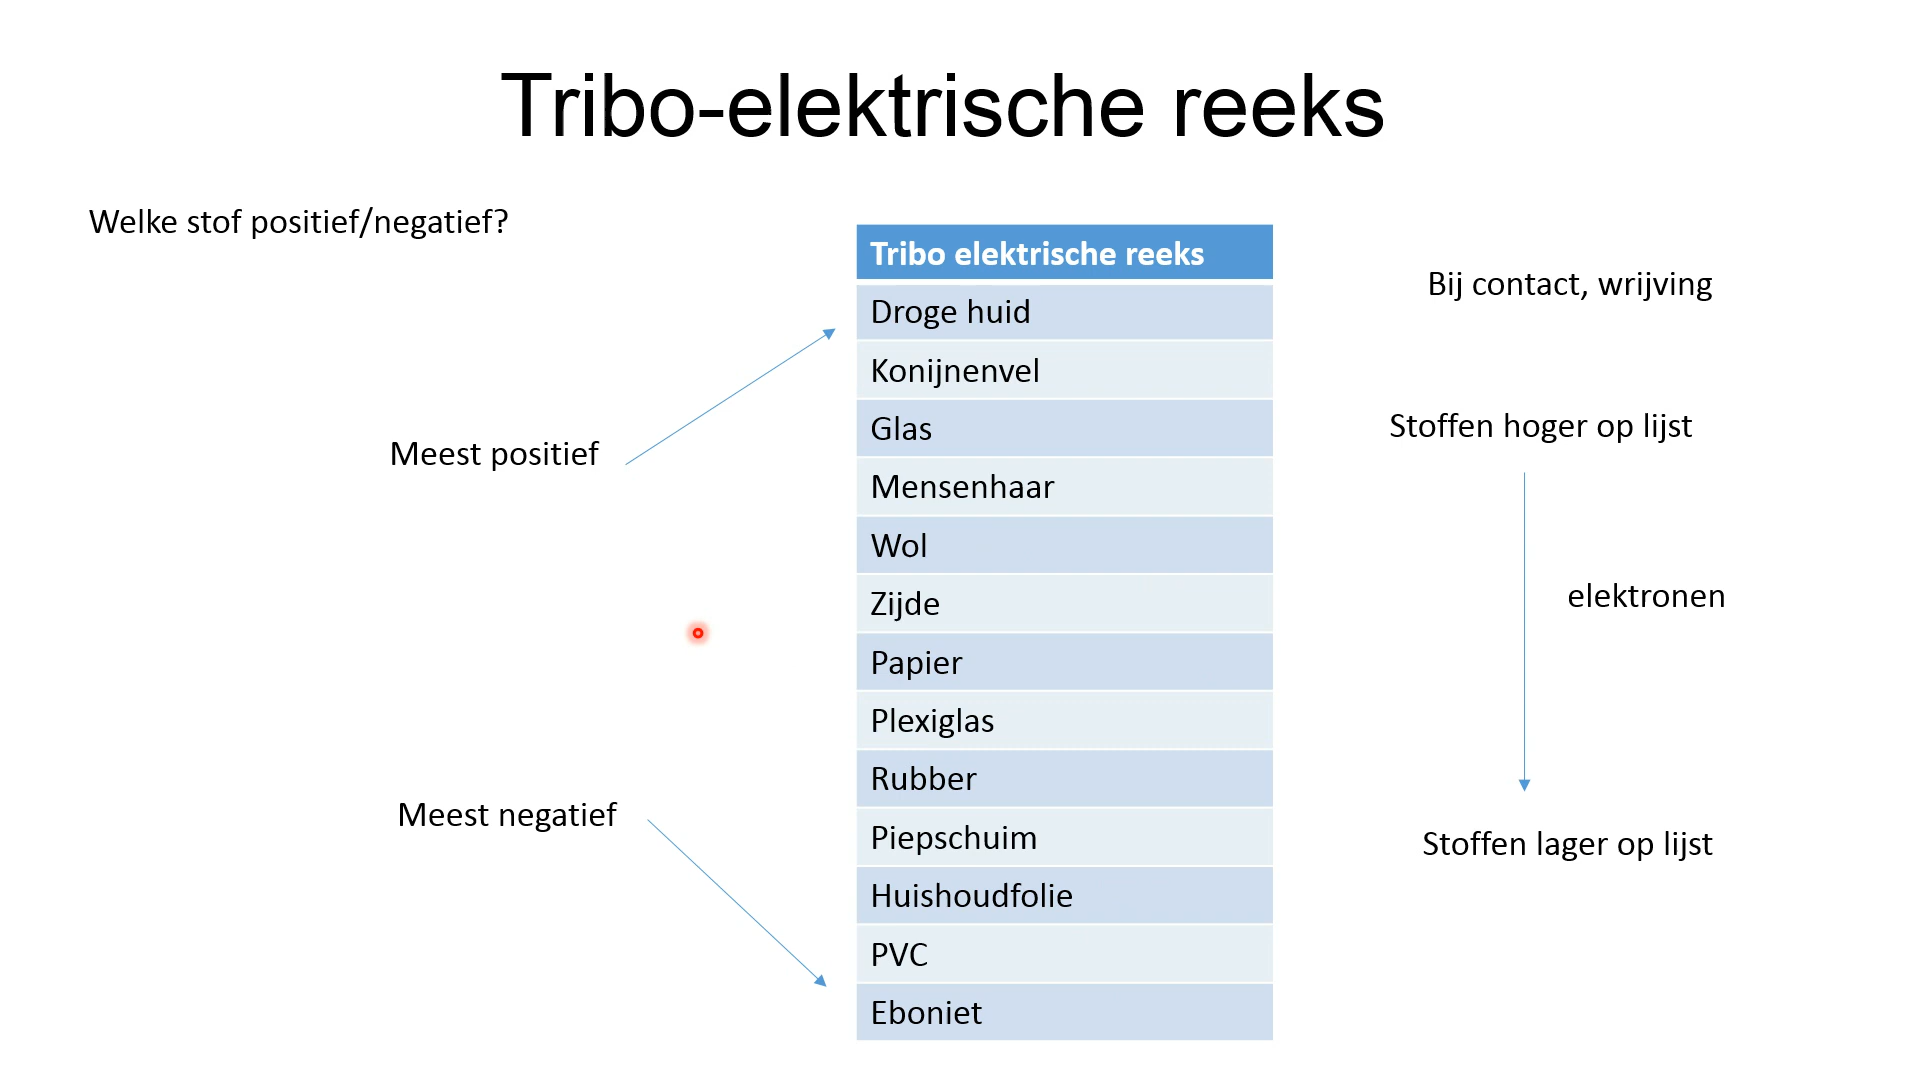 Tribo-elektrische reeks
Welke stof positief/negatief?
Meest positief
Meest negatief
Tribo elektrische reeks
Droge huid
Konijnenvel
Glas
Mensenhaar
Wol
Zijde
Papier
Plexiglas
Rubber
Piepschuim
Huishoudfolie
PVC
Eboniet
Bij contact, wrijving
Stoffen hoger op lijst
elektronen
Stoffen lager op lijst